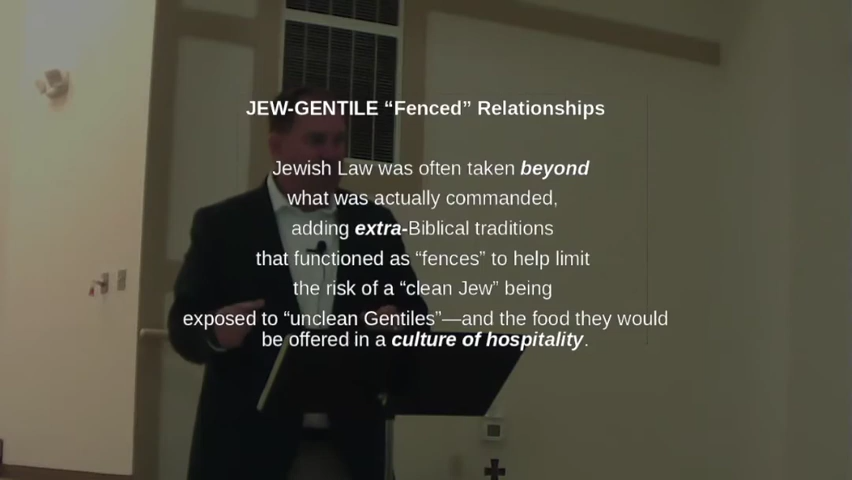 JEW-GENTILE “Fenced” Relationships
Jewish Law was often taken beyond
what was actually commanded,
adding extra-Biblical traditions
that functioned as “fences” to help limit
the risk of a “clean Jew” being
exposed to “unclean Gentiles”—and the food they would
be offered in a culture of hospitality.